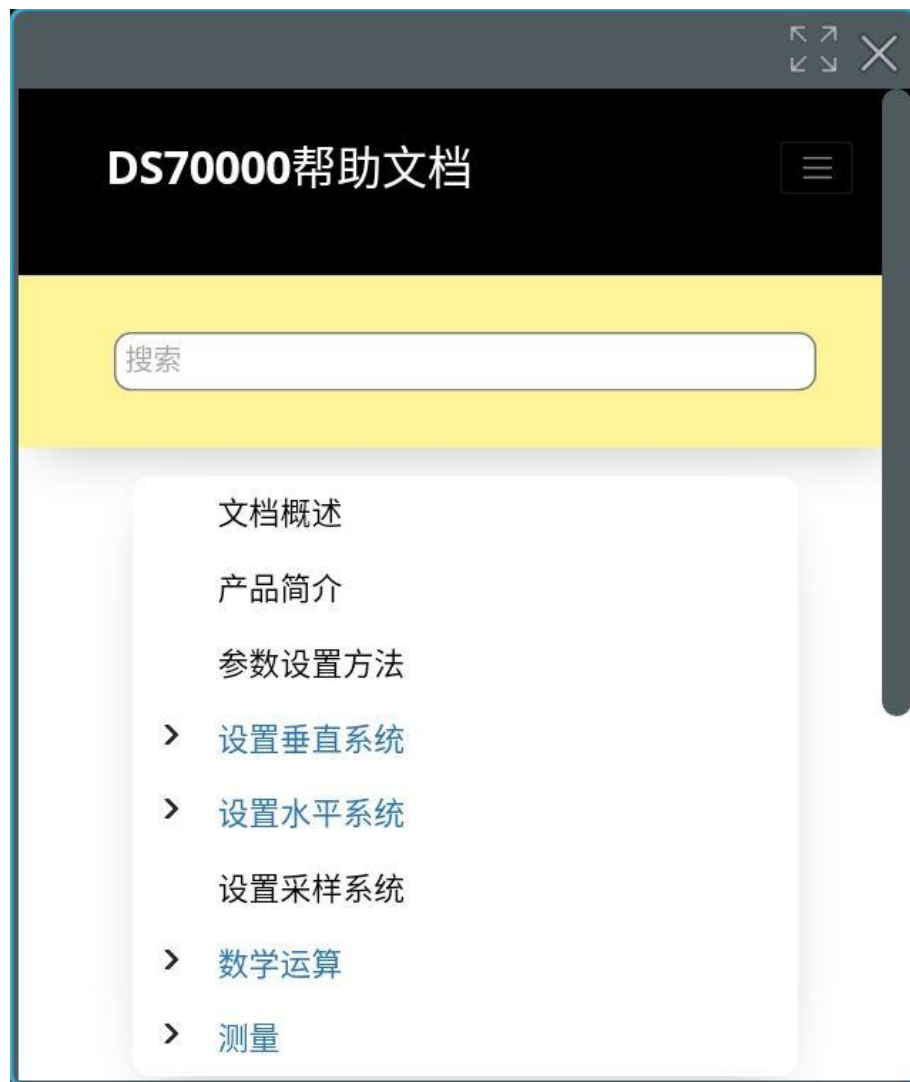 DS70000帮助文档
搜索
文档概述
产品简介
参数设置方法
设置垂直系统
设置水平系统
设置采样系统
数学运算
测量